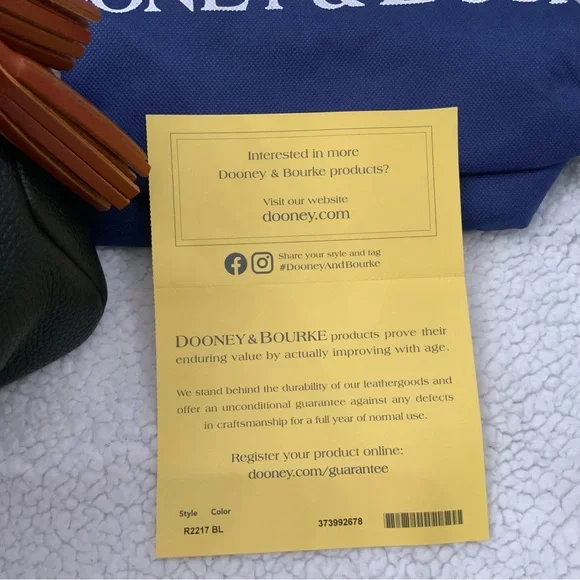 ONEY & BOU
Interested in more
Dooney & Bourke products?
Visit our website
dooney.com
Share your style and tag
#DooneyAndBourke
DOONEY & BOURKE products prove their
enduring value by actually improving with age.
We stand behind the durability of our leathergoods and
offer an unconditional guarantee against any defects
in craftsmanship for a full year of normal use.
Register your product online:
dooney.com/guarantee
Style Color
R2217 BL
373992678